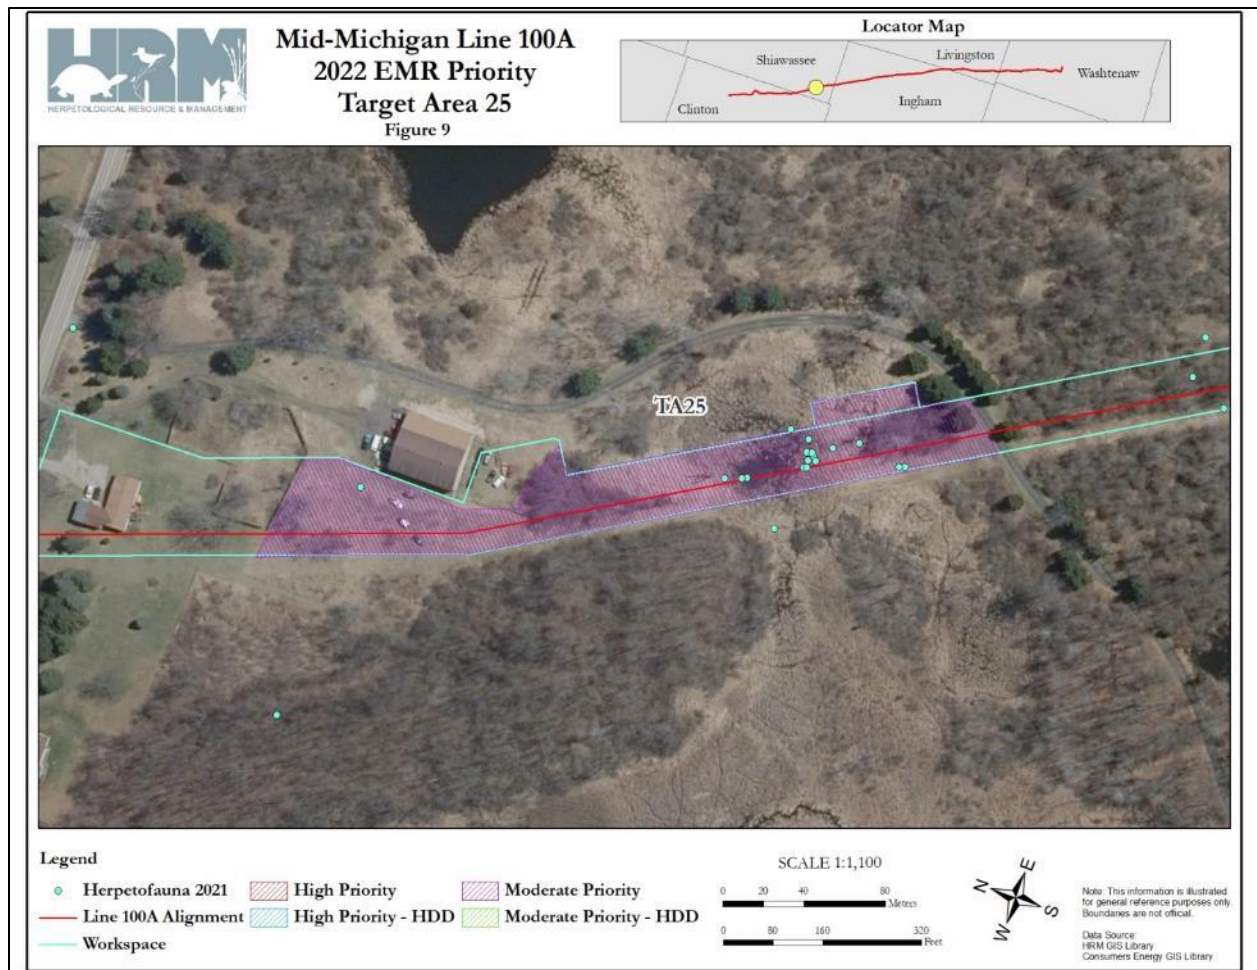 HRM
HERPETOLOGICAL RESOURCE & MANAGEMENT
Mid-Michigan Line 100A
2022 EMR Priority
Target Area 25
Figure 9
Locator Map
Shiawassee
Livingston
Washtenaw
Clinton
Ingham
TA25
Legend
Herpetofauna 2021
Line 100A Alignment
Workspace
High Priority
High Priority - HDD
Moderate Priority
Moderate Priority - HDD
SCALE 1:1,100
0 20 40 80
Meters
0 80 160 320
Feet
N E
W S
Note: This information is illustrated
for general reference purposes only.
Boundaries are not official.
Data Source:
HRM GIS Library
Consumers Energy GIS Library